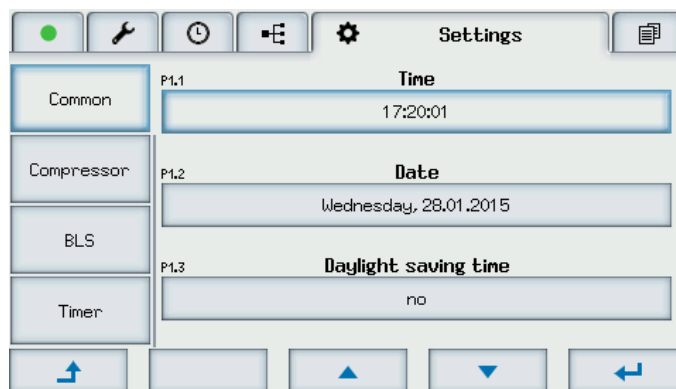 Settings
Common
P1.1 Time
17:20:01
Compressor
P1.2 Date
Wednesday, 28.01.2015
BLS
P1.3 Daylight saving time
no
Timer